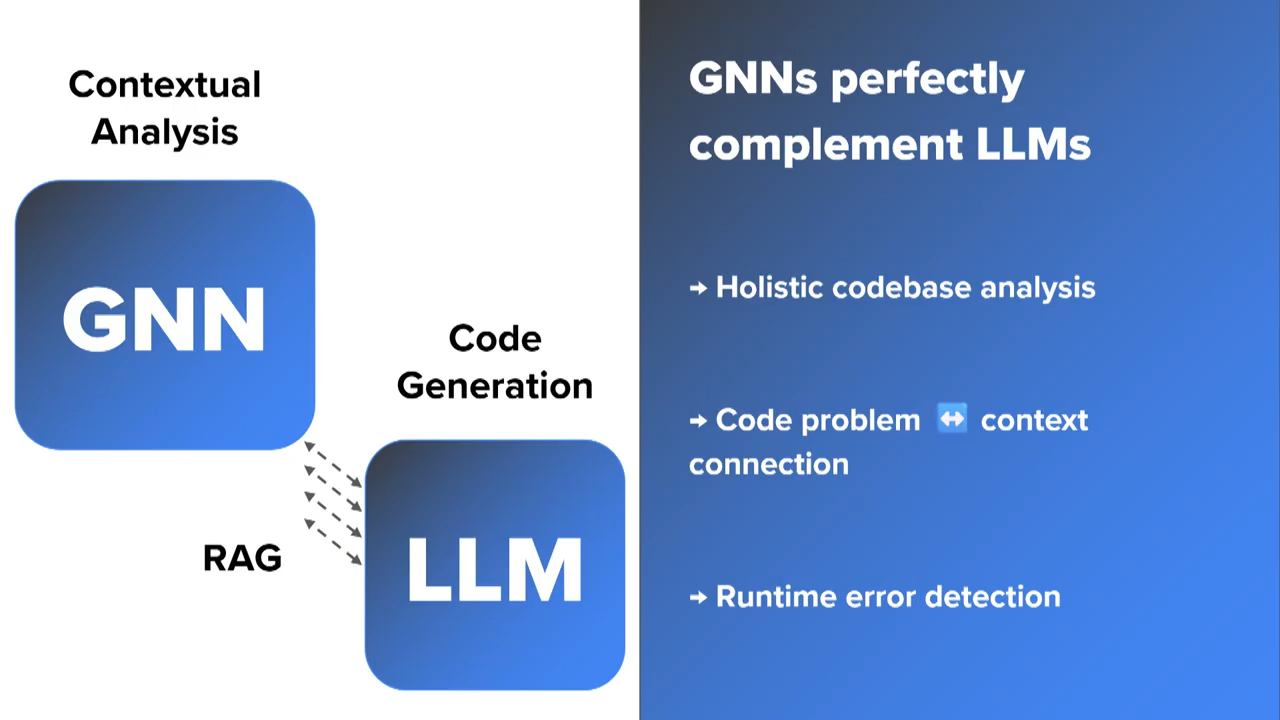 Contextual
Analysis
GNN
Code
Generation
RAG
LLM
GNNs perfectly
complement LLMs
→ Holistic codebase analysis
→ Code problem ↔️ context
connection
→ Runtime error detection